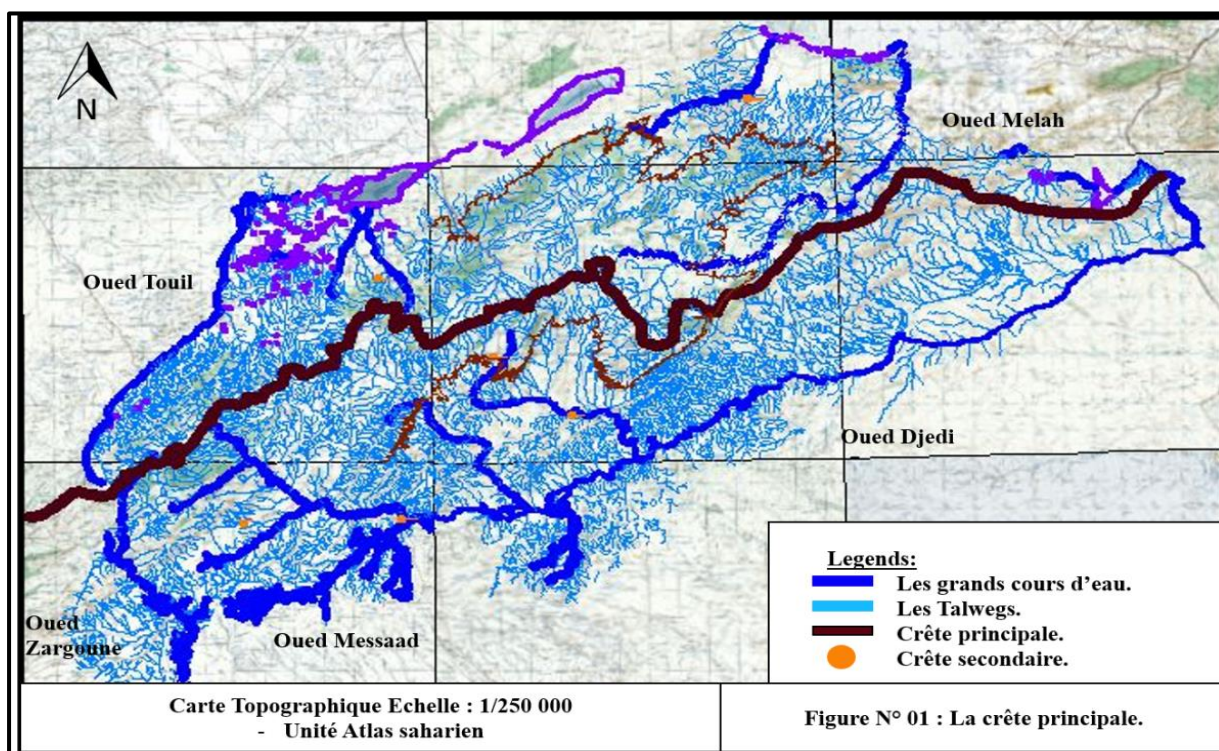 N
Oued Melah
Oued Touil
Oued Djedi
Oued
Zargoune
Oued Messaad
Legends:
Les grands cours d’eau.
Les Talwegs.
Crête principale.
Crête secondaire.
Carte Topographique Echelle : 1/250 000
- Unité Atlas saharien
Figure N° 01 : La crête principale.